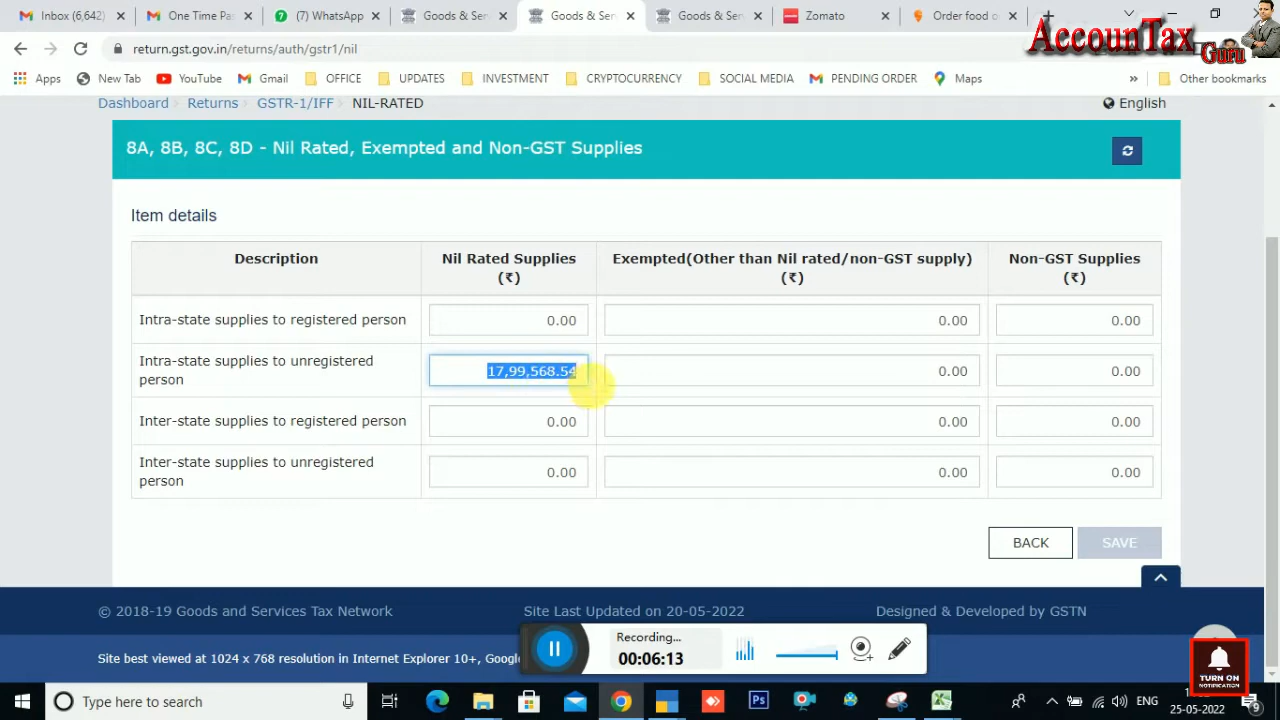 Inbox (6,642)
One Time Pas
(7) WhatsApp
Goods & Ser
Goods & Ser
Goods & Ser
Zomato
Order food o
return.gst.gov.in/returns/auth/gstr1/nil
AccounTax
Guru
Apps
New Tab
YouTube
Gmail
OFFICE
UPDATES
INVESTMENT
CRYPTOCURRENCY
SOCIAL MEDIA
PENDING ORDER
Maps
»
Other bookmarks
Dashboard > Returns > GSTR-1/IFF > NIL-RATED
English
8A, 8B, 8C, 8D - Nil Rated, Exempted and Non-GST Supplies
Item details
Description
Nil Rated Supplies
(₹)
Exempted(Other than Nil rated/non-GST supply)
(₹)
Non-GST Supplies
(₹)
Intra-state supplies to registered person
0.00
0.00
0.00
Intra-state supplies to unregistered
person
17,99,568.54
0.00
0.00
Inter-state supplies to registered person
0.00
0.00
0.00
Inter-state supplies to unregistered
person
0.00
0.00
0.00
BACK
SAVE
© 2018-19 Goods and Services Tax Network
Site Last Updated on 20-05-2022
Designed & Developed by GSTN
Site best viewed at 1024 x 768 resolution in Internet Explorer 10+, Google
Recording...
00:06:13
TURN ON
NOTIFICATION
Type here to search
Ps
ENG
25-05-2022
9